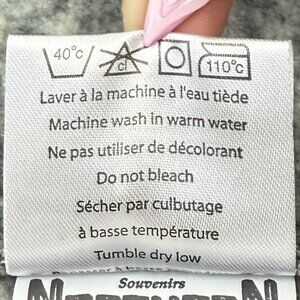 40°c cl 110°c
Laver à la machine à l'eau tiède
Machine wash in warm water
Ne pas utiliser de décolorant
Do not bleach
Sécher par culbutage
à basse température
Tumble dry low
Souvenirs